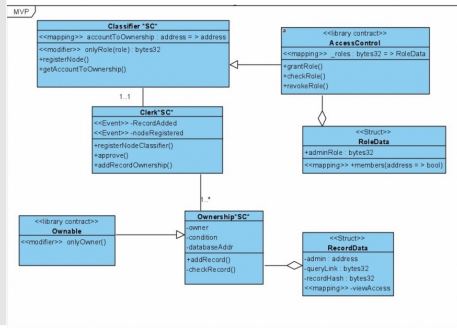 MVP
Classifier "SC"
<<mapping>> accountToOwnership : address = > address
<<modifier>> onlyRole(role) : bytes32
+registerNode()
+getAccountToOwnership()
<<library contract>>
AccessControl
<<mapping>> _roles : bytes32 = > RoleData
+grantRole()
+checkRole()
+revokeRole()
1..1
Clerk"SC"
<<Event>> -RecordAdded
<<Event>> -nodeRegistered
+registerNodeClassifier()
+approve()
+addRecordOwnership()
<<Struct>>
RoleData
+adminRole : bytes32
<<mapping>> +members(address = > bool)
1..*
<<library contract>>
Ownable
<<modifier>> onlyOwner()
Ownership"SC"
-owner
-condition
-databaseAddr
+addRecord()
-checkRecord()
<<Struct>>
RecordData
-admin : address
-queryLink : bytes32
-recordHash : bytes32
<<mapping>> -viewAccess